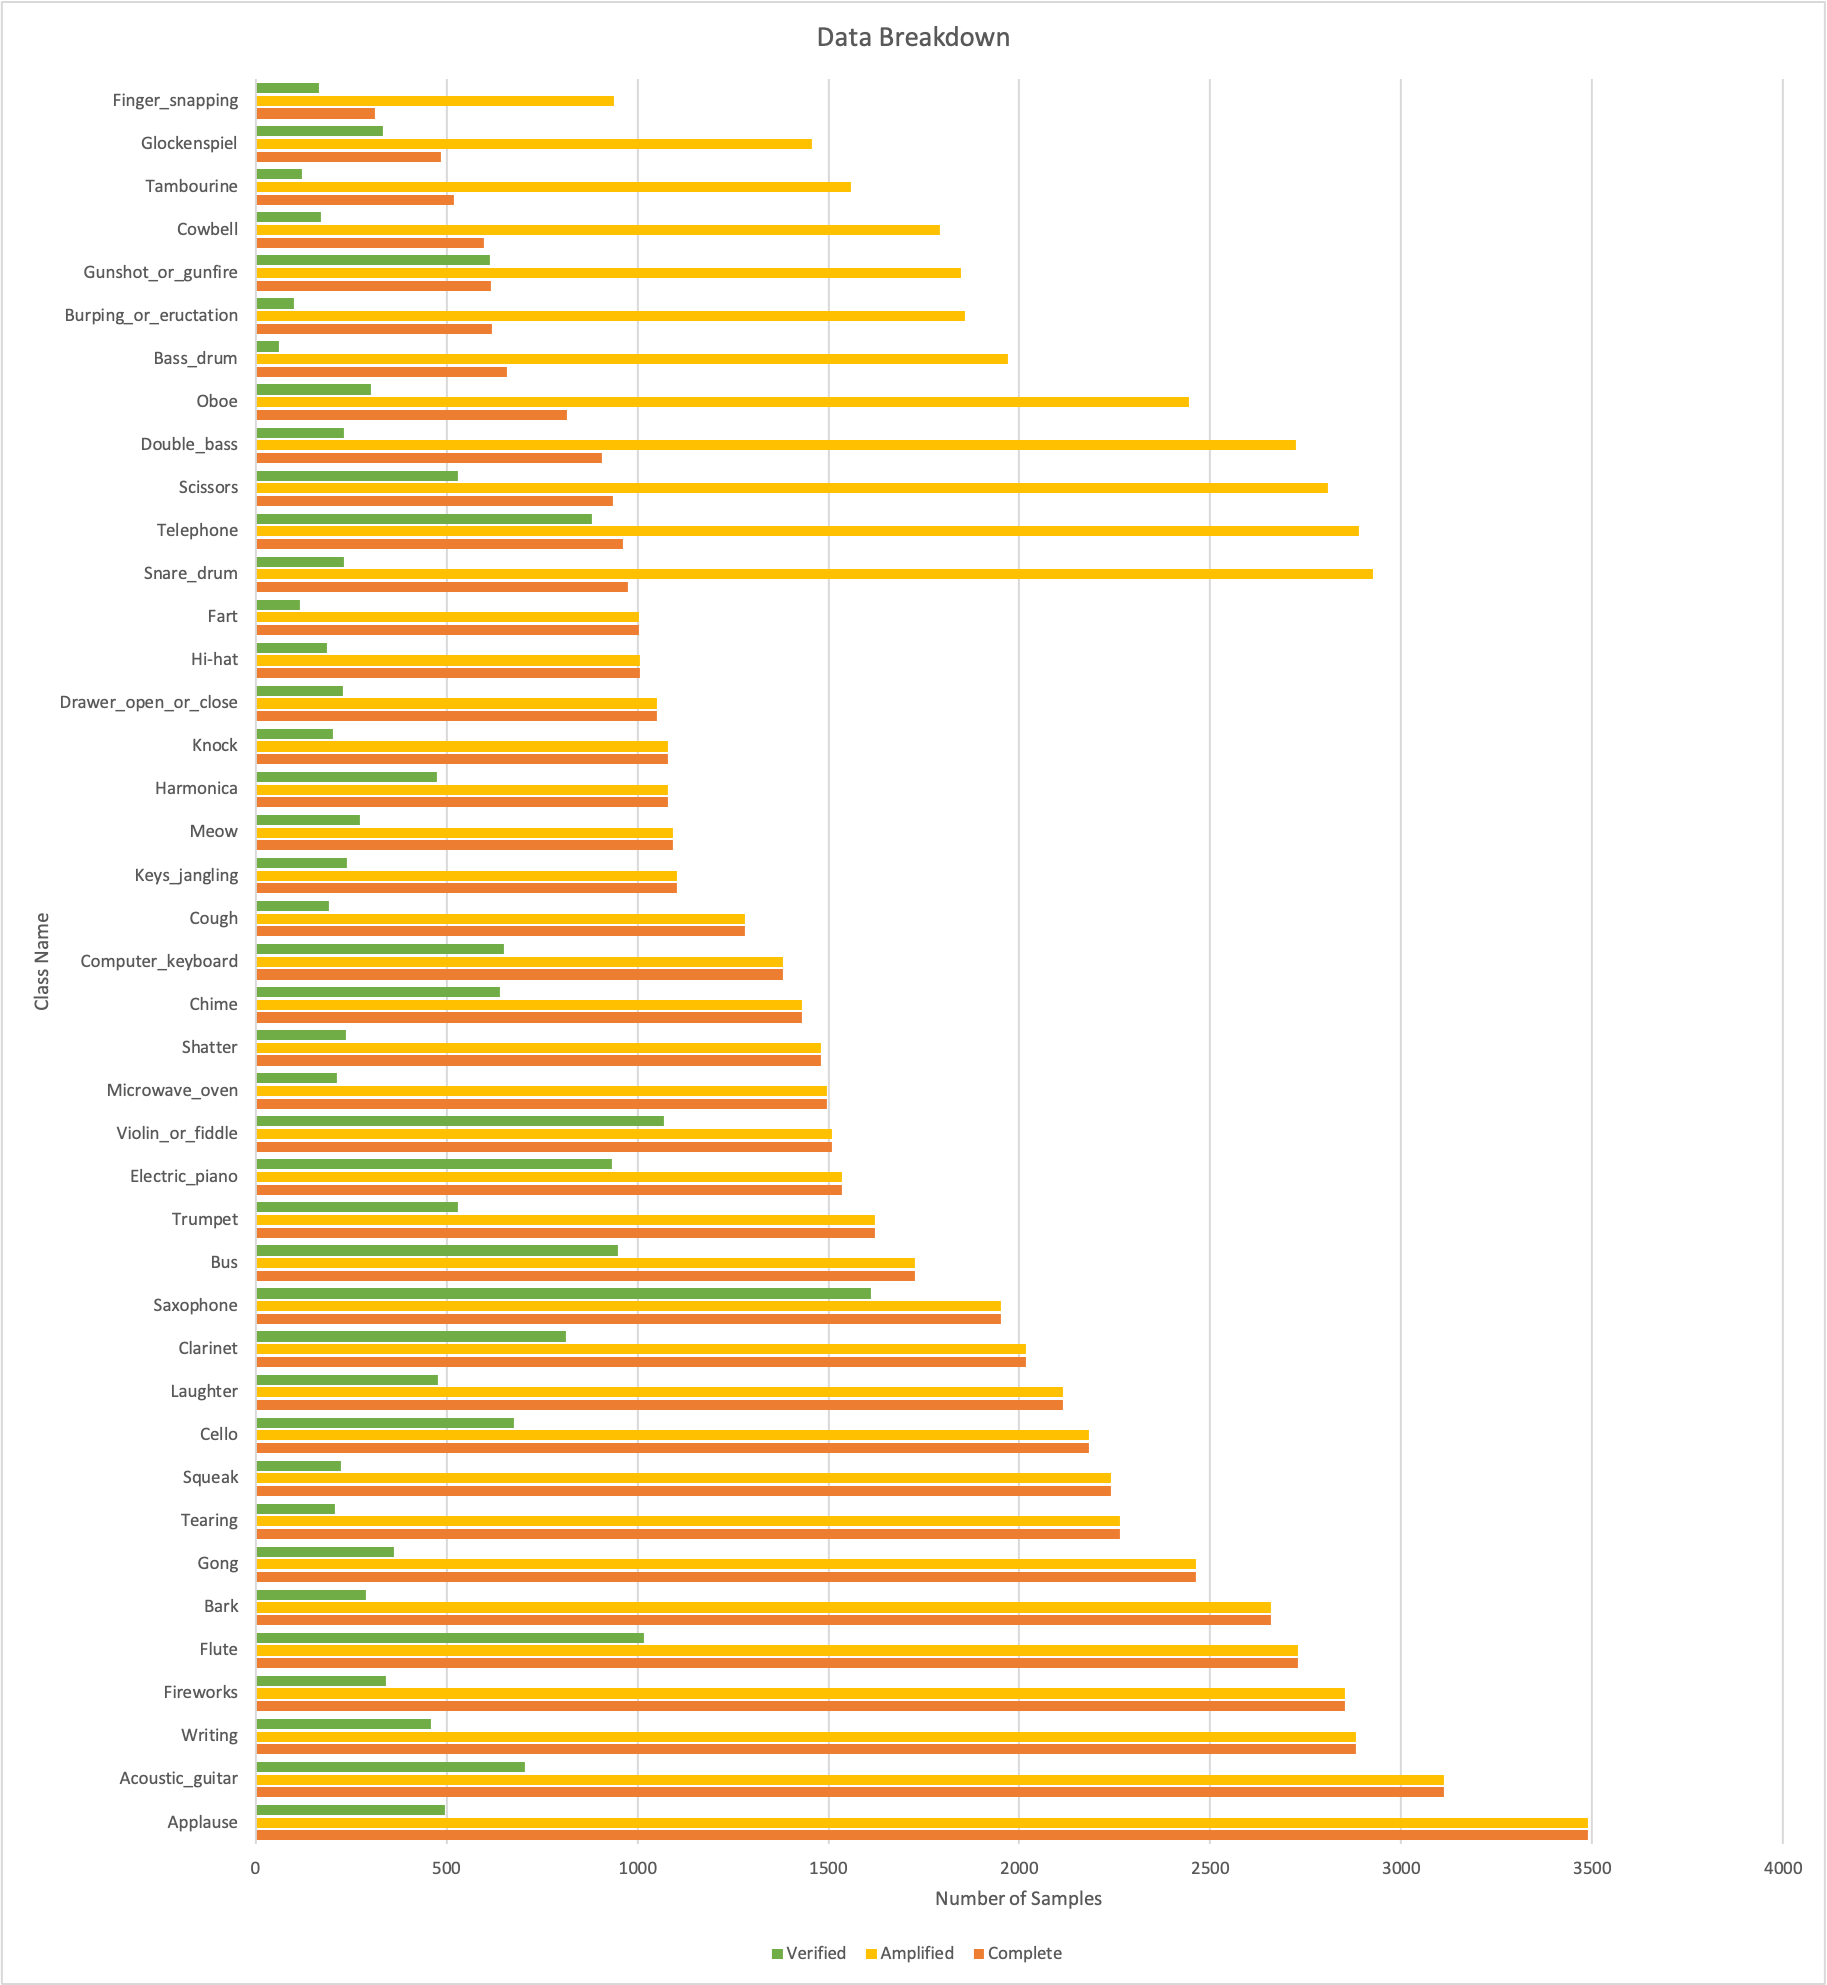 Data Breakdown
Finger_snapping
Glockenspiel
Tambourine
Cowbell
Gunshot_or_gunfire
Burping_or_eructation
Bass_drum
Oboe
Double_bass
Scissors
Telephone
Snare_drum
Fart
Hi-hat
Drawer_open_or_close
Knock
Harmonica
Meow
Keys_jangling
Cough
Computer_keyboard
Chime
Shatter
Microwave_oven
Violin_or_fiddle
Electric_piano
Trumpet
Bus
Saxophone
Clarinet
Laughter
Cello
Squeak
Tearing
Gong
Bark
Flute
Fireworks
Writing
Acoustic_guitar
Applause
Class Name
0 500 1000 1500 2000 2500 3000 3500 4000
Number of Samples
Verified Amplified Complete